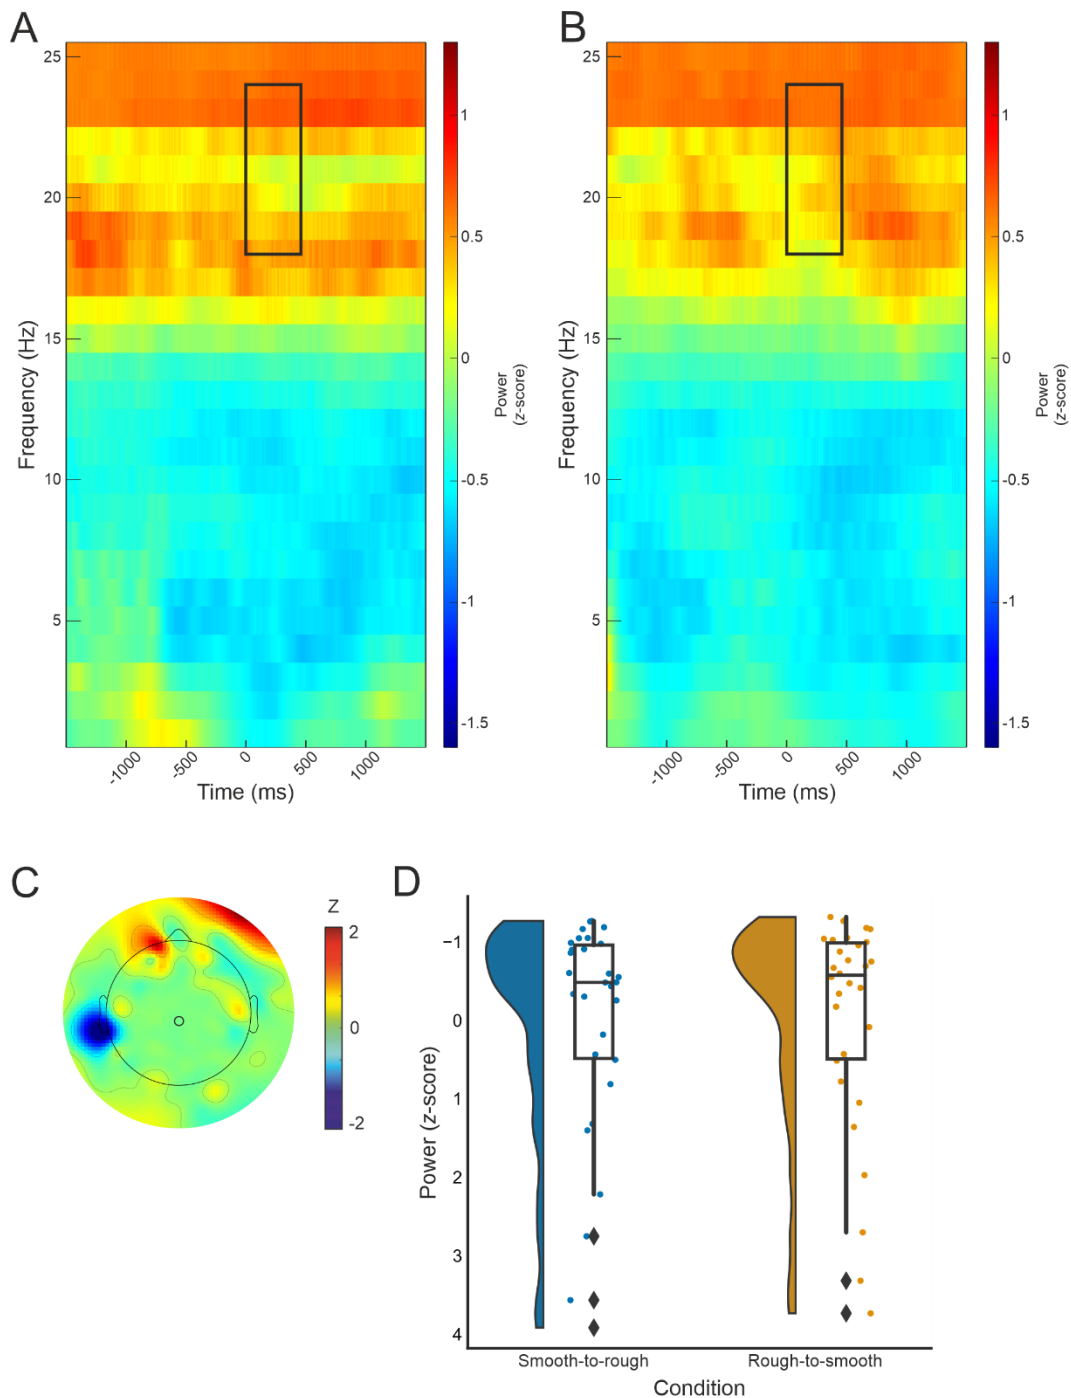 A
B
25
20
15
10
5
Frequency (Hz)
-1000
-500
0
500
1000
Time (ms)
1
0.5
0
-0.5
-1
-1.5
Power
(z-score)
25
20
15
10
5
Frequency (Hz)
-1000
-500
0
500
1000
Time (ms)
1
0.5
0
-0.5
-1
-1.5
Power
(z-score)
C
Z
2
0
-2
D
−1
0
1
2
3
4
Power (z-score)
Smooth-to-rough
Rough-to-smooth
Condition